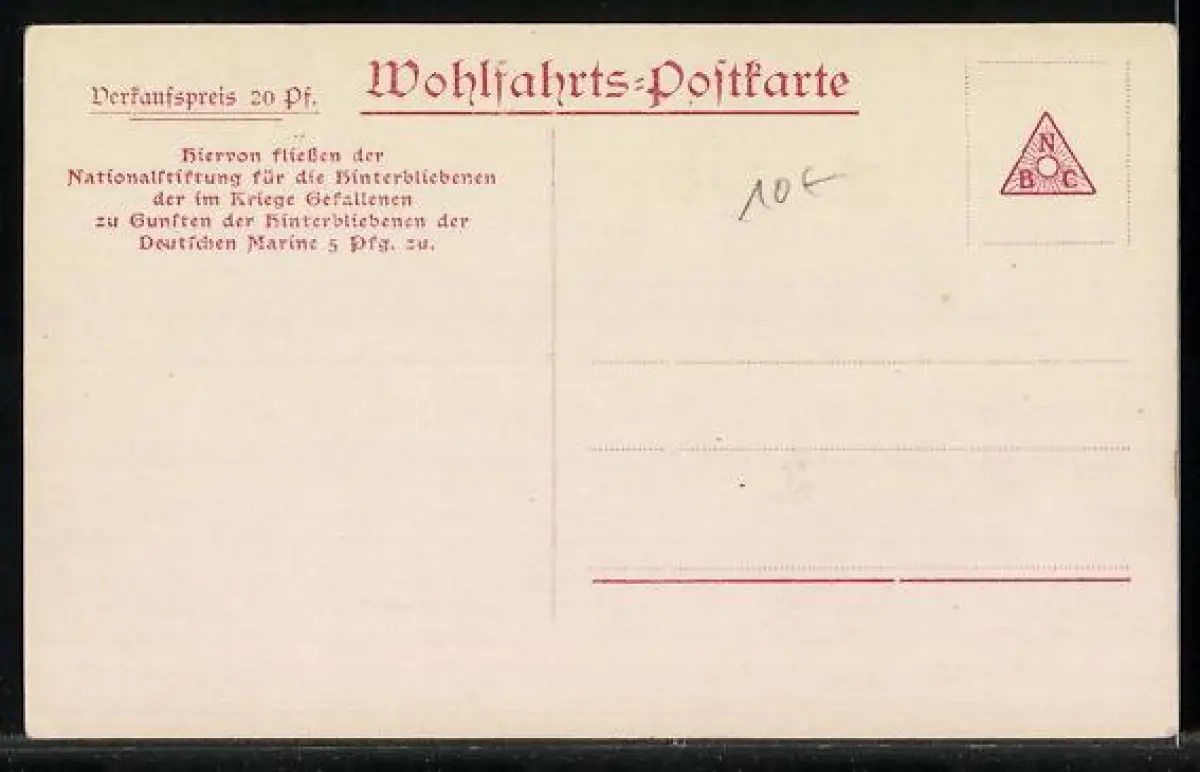 Verkaufspreis 20 Pf.
Wohlfahrts-Postkarte
Hiervon fließen der
Nationalstiftung für die Hinterbliebenen
der im Kriege Gefallenen
zu Gunsten der Hinterbliebenen der
Deutschen Marine 5 Pfg. zu.
10€
N
B C